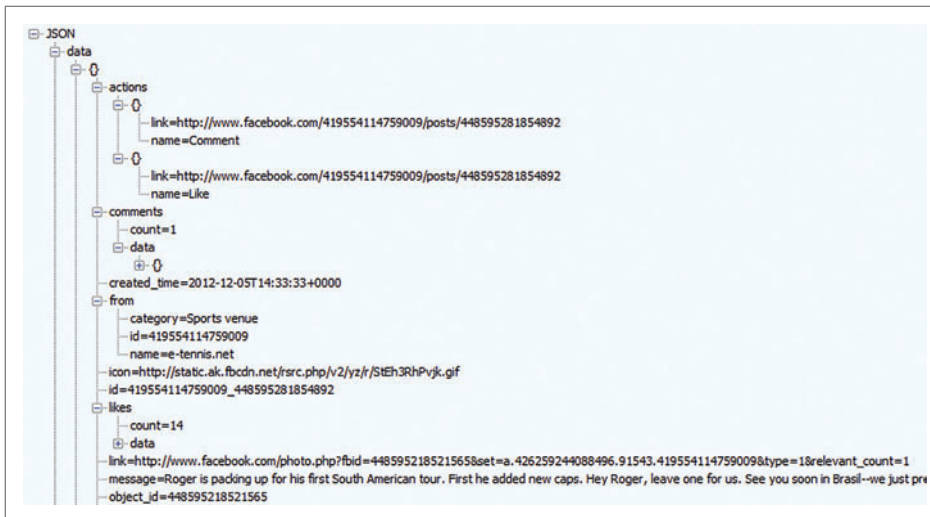 JSON
data
{}
actions
{}
link=http://www.facebook.com/419554114759009/posts/448595281854892
name=Comment
{}
link=http://www.facebook.com/419554114759009/posts/448595281854892
name=Like
comments
count=1
data
{}
created_time=2012-12-05T14:33:33+0000
from
category=Sports venue
id=419554114759009
name=e-tennis.net
icon=http://static.ak.fbcdn.net/rsrc.php/v2/yz/r/StEh3RhPvjk.gif
id=419554114759009_448595281854892
likes
count=14
data
link=http://www.facebook.com/photo.php?fbid=448595218521565&set=a.426259244088496.91543.419554114759009&type=1&relevant_count=1
message=Roger is packing up for his first South American tour. First he added new caps. Hey Roger, leave one for us. See you soon in Brasil--we just pre
object_id=448595218521565